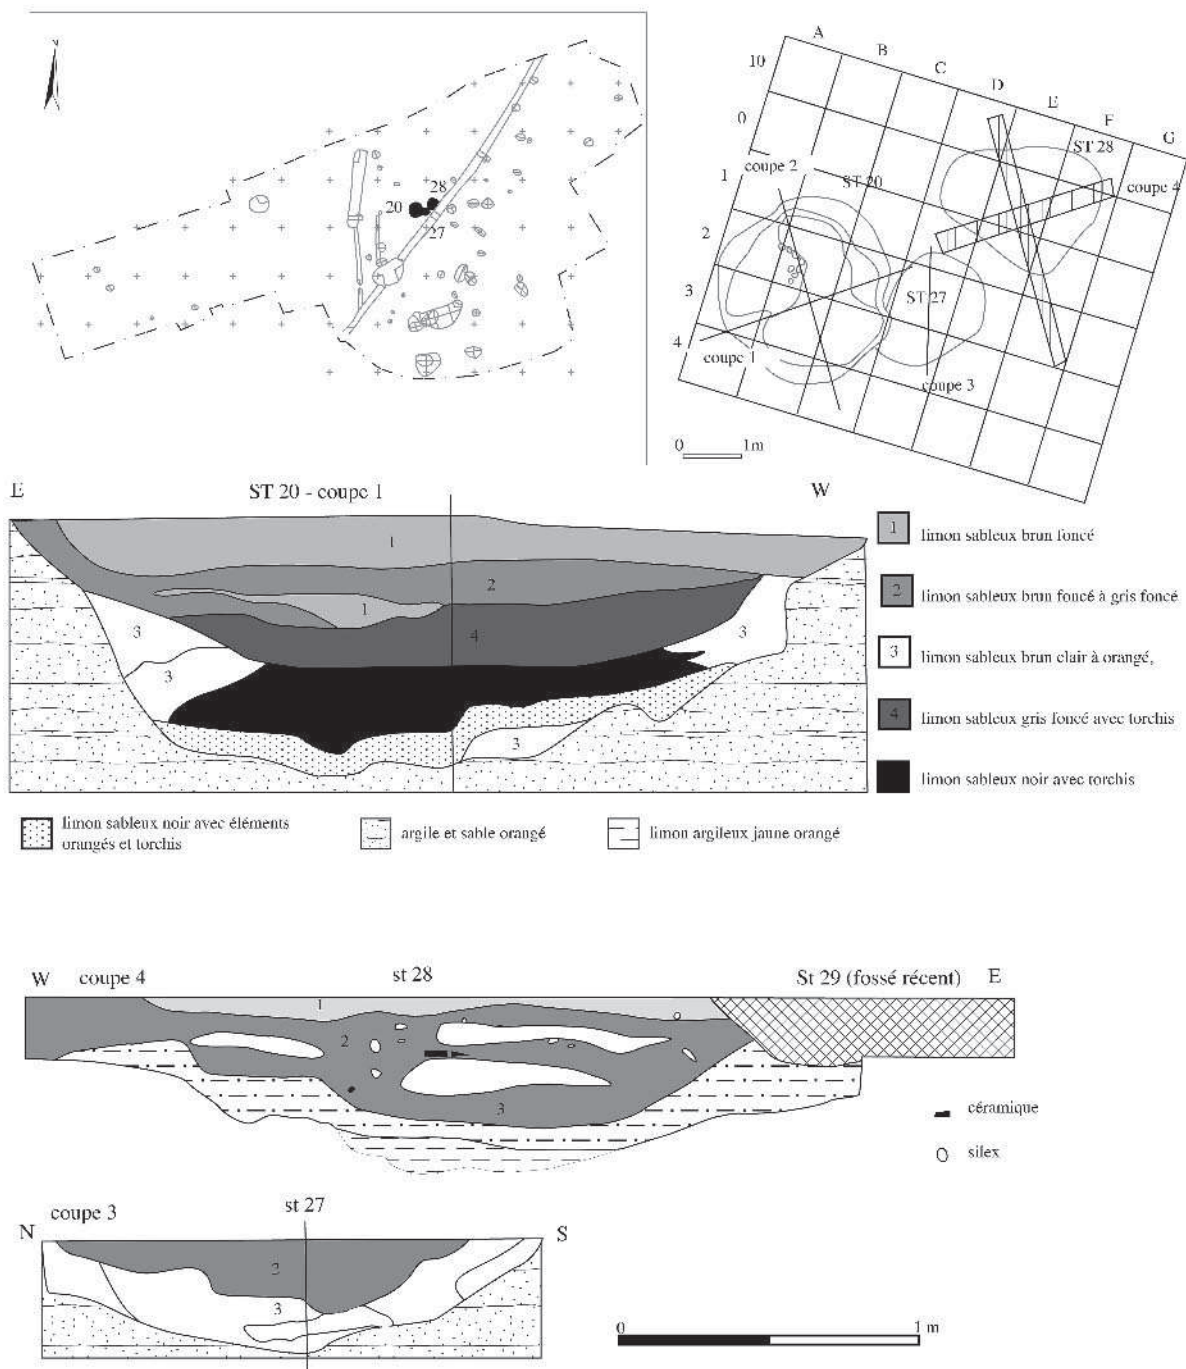 N
28
20
27
A
B
C
D
E
F
G
10
0
1
2
3
4
ST 28
coupe 2
ST 20
coupe 4
ST 27
coupe 1
coupe 3
0 1m
E
ST 20 - coupe 1
W
1
2
1
3
4
3
3
3
1 limon sableux brun foncé
2 limon sableux brun foncé à gris foncé
3 limon sableux brun clair à orangé,
4 limon sableux gris foncé avec torchis
limon sableux noir avec torchis
limon sableux noir avec éléments
orangés et torchis
argile et sable orangé
limon argileux jaune orangé
W coupe 4 st 28 St 29 (fossé récent) E
1
2
3
céramique
silex
coupe 3 st 27
N S
3
0 1 m